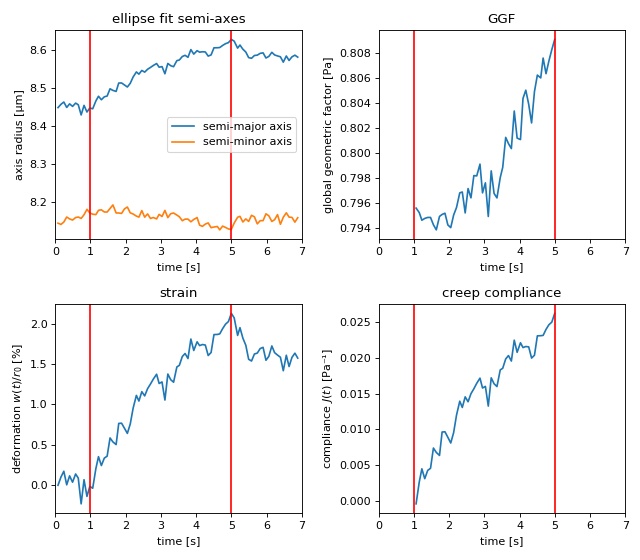 ellipse fit semi-axes
axis radius [µm]
8.6
8.5
8.4
8.3
8.2
semi-major axis
semi-minor axis
0 1 2 3 4 5 6 7
time [s]
GGF
global geometric factor [Pa]
0.808
0.806
0.804
0.802
0.800
0.798
0.796
0.794
0 1 2 3 4 5 6 7
time [s]
strain
deformation w(t)/r₀ [%]
2.0
1.5
1.0
0.5
0.0
0 1 2 3 4 5 6 7
time [s]
creep compliance
compliance J(t) [Pa⁻¹]
0.025
0.020
0.015
0.010
0.005
0.000
0 1 2 3 4 5 6 7
time [s]